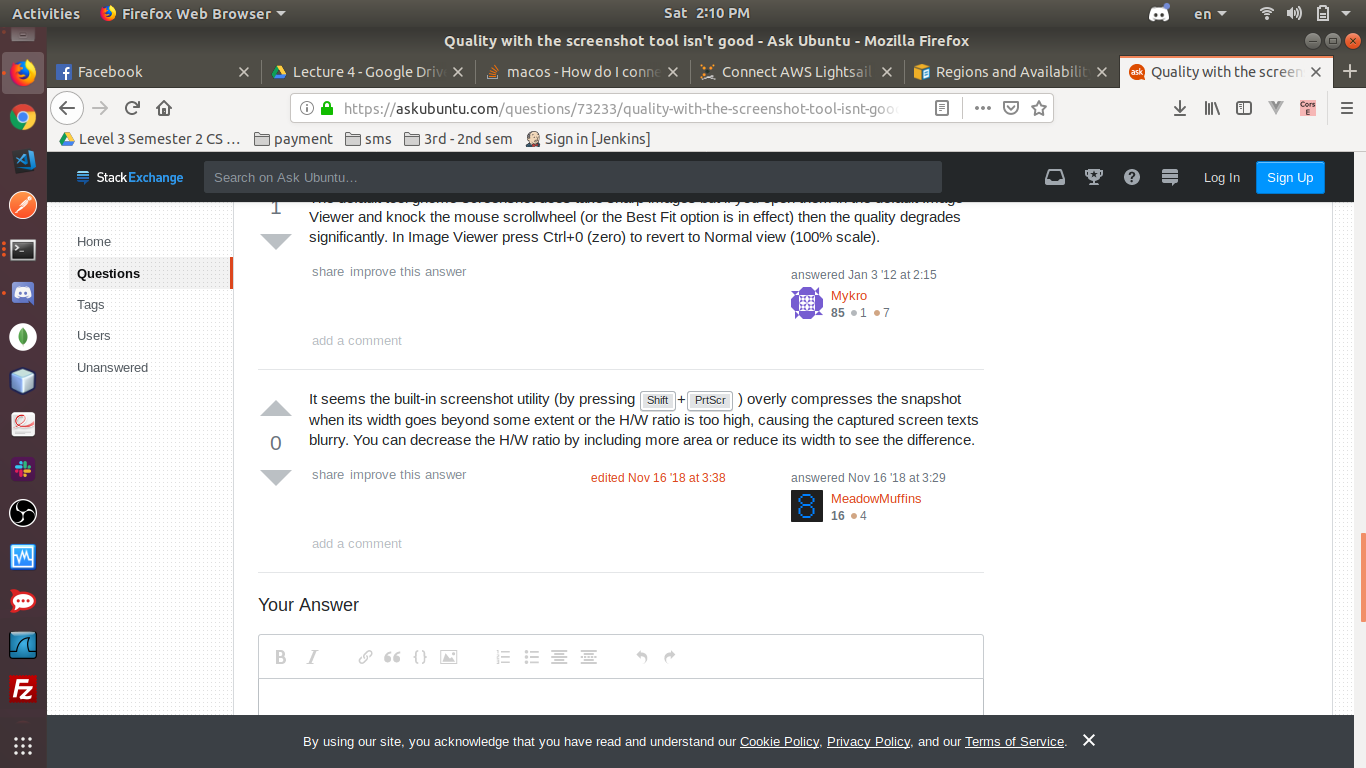 Activities Firefox Web Browser Sat 2:10 PM en
Quality with the screenshot tool isn't good - Ask Ubuntu - Mozilla Firefox
Facebook Lecture 4 - Google Driv macos - How do I conne Connect AWS Lightsail Regions and Availabilit ask Quality with the screen
https://askubuntu.com/questions/73233/quality-with-the-screenshot-tool-isnt-goo Cors E
Level 3 Semester 2 CS … payment sms 3rd - 2nd sem Sign in [Jenkins]
StackExchange Search on Ask Ubuntu… Log In Sign Up
Home
Questions
Tags
Users
Unanswered
1
Viewer and knock the mouse scrollwheel (or the Best Fit option is in effect) then the quality degrades
significantly. In Image Viewer press Ctrl+0 (zero) to revert to Normal view (100% scale).
share improve this answer
answered Jan 3 '12 at 2:15
Mykro
85 1 7
add a comment
It seems the built-in screenshot utility (by pressing Shift + PrtScr ) overly compresses the snapshot
when its width goes beyond some extent or the H/W ratio is too high, causing the captured screen texts
blurry. You can decrease the H/W ratio by including more area or reduce its width to see the difference.
0
share improve this answer
edited Nov 16 '18 at 3:38
answered Nov 16 '18 at 3:29
MeadowMuffins
16 4
add a comment
Your Answer
B I
By using our site, you acknowledge that you have read and understand our Cookie Policy, Privacy Policy, and our Terms of Service.